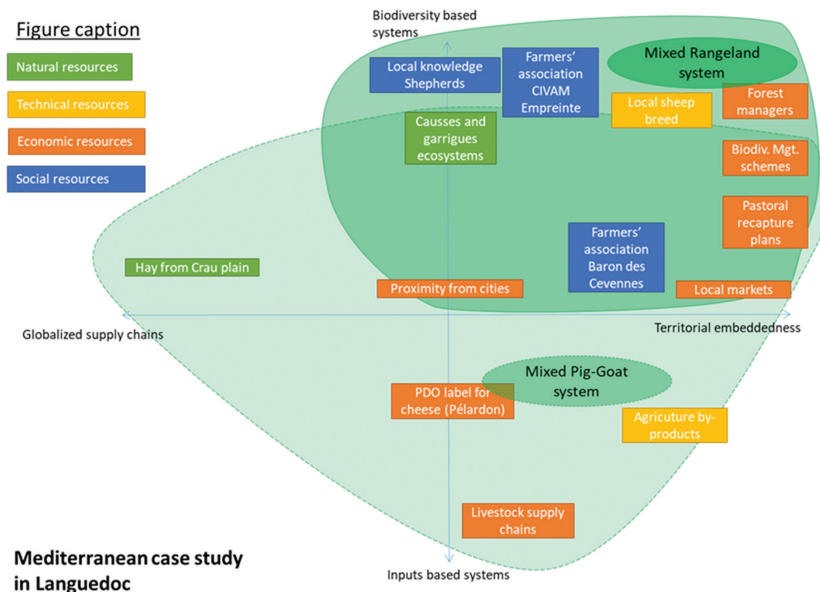 Figure caption
Natural resources
Technical resources
Economic resources
Social resources
Biodiversity based
systems
Local knowledge
Shepherds
Farmers'
association
CIVAM
Empreinte
Mixed Rangeland
system
Local sheep
breed
Forest
managers
Causses and
garrigues
ecosystems
Biodiv. Mgt.
schemes
Pastoral
recapture
plans
Farmers'
association
Baron des
Cevennes
Hay from Crau plain
Proximity from cities
Local markets
Globalized supply chains
Territorial embeddedness
Mixed Pig-Goat
system
PDO label for
cheese (Pélardon)
Agricuture by-
products
Livestock supply
chains
Inputs based systems
Mediterranean case study
in Languedoc